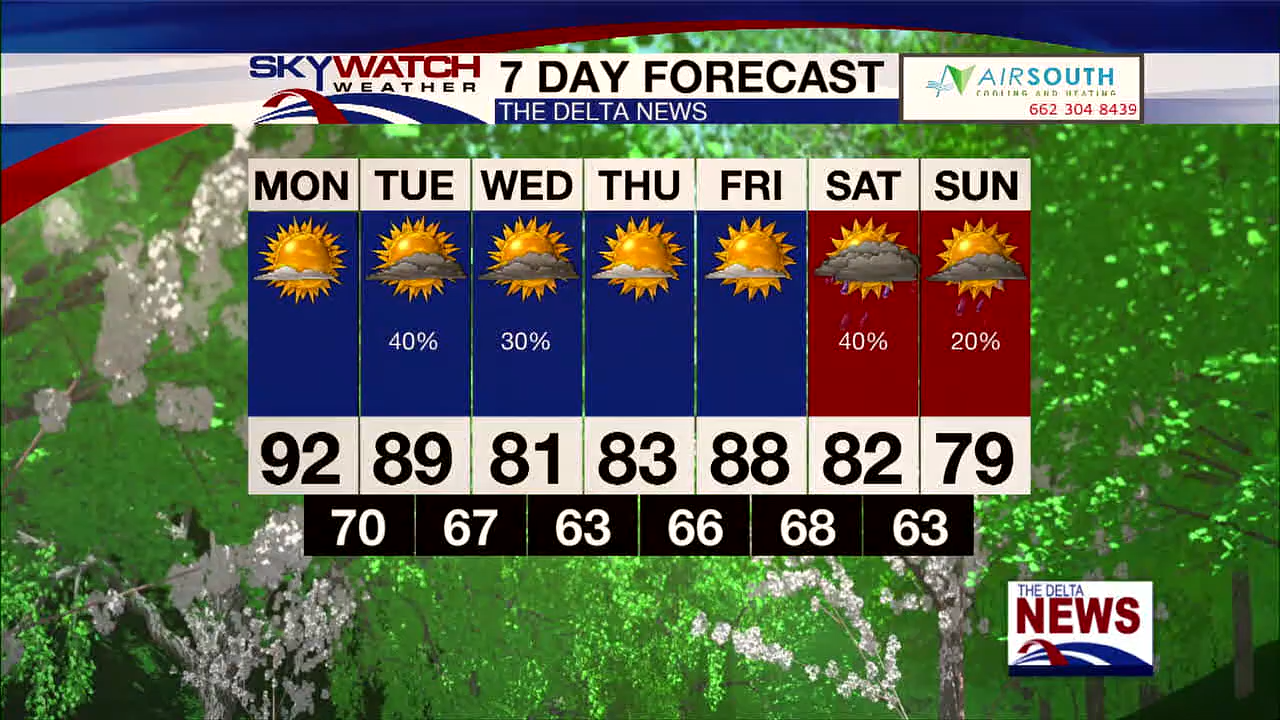 SKYWATCH
WEATHER
7 DAY FORECAST
THE DELTA NEWS
AIRSOUTH
COOLING AND HEATING
662 304 8439
MON TUE WED THU FRI SAT SUN
40% 30% 40% 20%
92 89 81 83 88 82 79
70 67 63 66 68 63
THE DELTA
NEWS